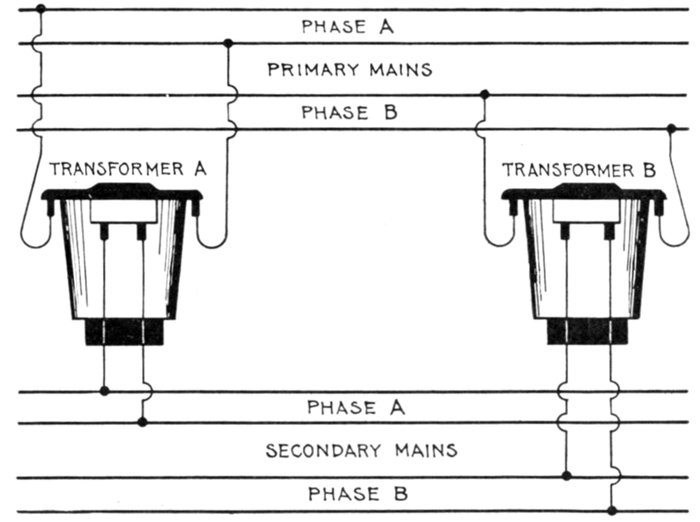 PHASE A
PRIMARY MAINS
PHASE B
TRANSFORMER A
TRANSFORMER B
PHASE A
SECONDARY MAINS
PHASE B